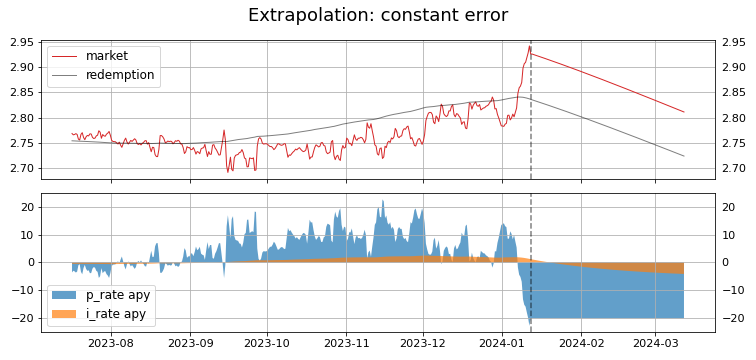 Extrapolation: constant error
2.95 2.95
market
redemption
2.90 2.90
2.85 2.85
2.80 2.80
2.75 2.75
2.70 2.70
20 20
10 10
0 0
−10 −10
p_rate apy
i_rate apy
−20 −20
2023-08 2023-09 2023-10 2023-11 2023-12 2024-01 2024-02 2024-03